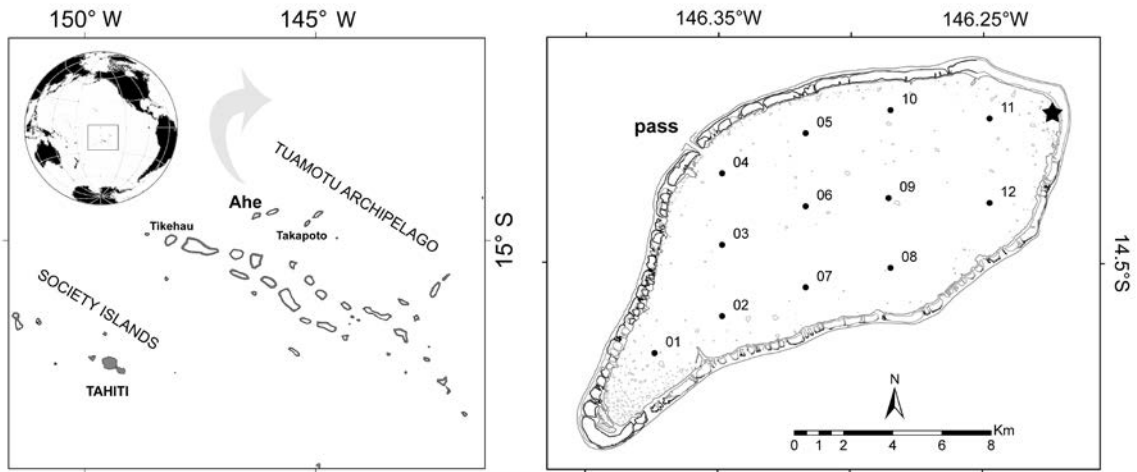 150° W
145° W
TUAMOTU ARCHIPELAGO
Ahe
Tikehau
Takapoto
15° S
SOCIETY ISLANDS
TAHITI
146.35°W
146.25°W
10
11
pass
05
04
12
09
06
03
14.5°S
08
07
02
01
N
Km
0 1 2 4 6 8